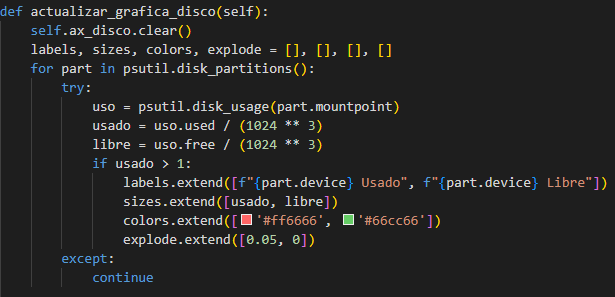 def actualizar_grafica_disco(self):
    self.ax_disco.clear()
    labels, sizes, colors, explode = [], [], [], []
    for part in psutil.disk_partitions():
        try:
            uso = psutil.disk_usage(part.mountpoint)
            usado = uso.used / (1024 ** 3)
            libre = uso.free / (1024 ** 3)
            if usado > 1:
                labels.extend([f"{part.device} Usado", f"{part.device} Libre"])
                sizes.extend([usado, libre])
                colors.extend(['#ff6666', '#66cc66'])
                explode.extend([0.05, 0])
        except:
            continue